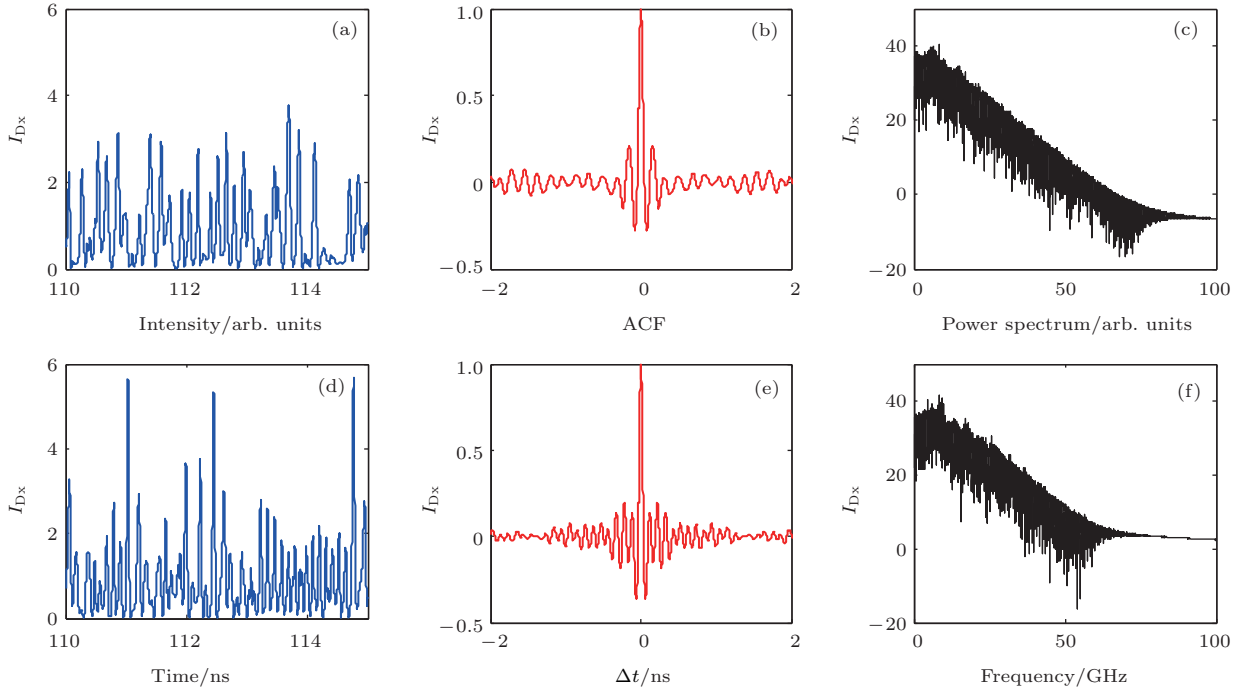 6
4
2
0
I_Dx
(a)
110
112
114
Intensity/arb. units
1.0
0.5
0
−0.5
I_Dx
(b)
−2
0
2
ACF
40
20
0
−20
I_Dx
(c)
0
50
100
Power spectrum/arb. units
6
4
2
0
I_Dx
(d)
110
112
114
Time/ns
1.0
0.5
0
−0.5
I_Dx
(e)
−2
0
2
Δt/ns
40
20
0
−20
I_Dx
(f)
0
50
100
Frequency/GHz